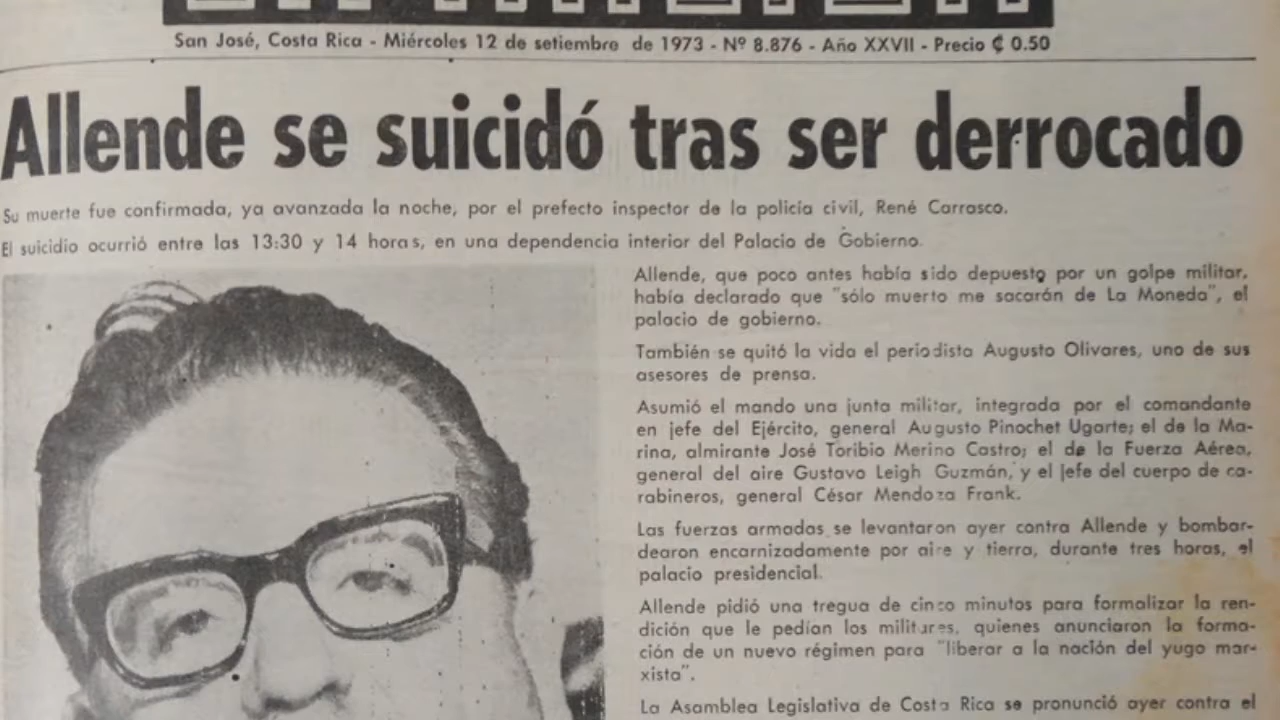 San José, Costa Rica - Miércoles 12 de setiembre de 1973 - Nº 8.876 - Año XXVII - Precio ₡ 0.50
Allende se suicidó tras ser derrocado
Su muerte fue confirmada, ya avanzada la noche, por el prefecto inspector de la policía civil, René Carrasco.
El suicidio ocurrió entre las 13:30 y 14 horas, en una dependencia interior del Palacio de Gobierno.
Allende, que poco antes había sido depuesto por un golpe militar,
había declarado que "sólo muerto me sacarán de La Moneda", el
palacio de gobierno.
También se quitó la vida el periodista Augusto Olivares, uno de sus
asesores de prensa.
Asumió el mando una junta militar, integrada por el comandante
en jefe del Ejército, general Augusto Pinochet Ugarte; el de la Ma-
rina, almirante José Toribio Merino Castro; el de la Fuerza Aérea,
general del aire Gustavo Leigh Guzmán, y el jefe del cuerpo de ca-
rabineros, general César Mendoza Frank.
Las fuerzas armadas se levantaron ayer contra Allende y bombar-
dearon encarnizadamente por aire y tierra, durante tres horas, el
palacio presidencial.
Allende pidió una tregua de cinco minutos para formalizar la ren-
dición que le pedían los militares, quienes anunciaron la forma-
ción de un nuevo régimen para "liberar a la nación del yugo mar-
xista".
La Asamblea Legislativa de Costa Rica se pronunció ayer contra el